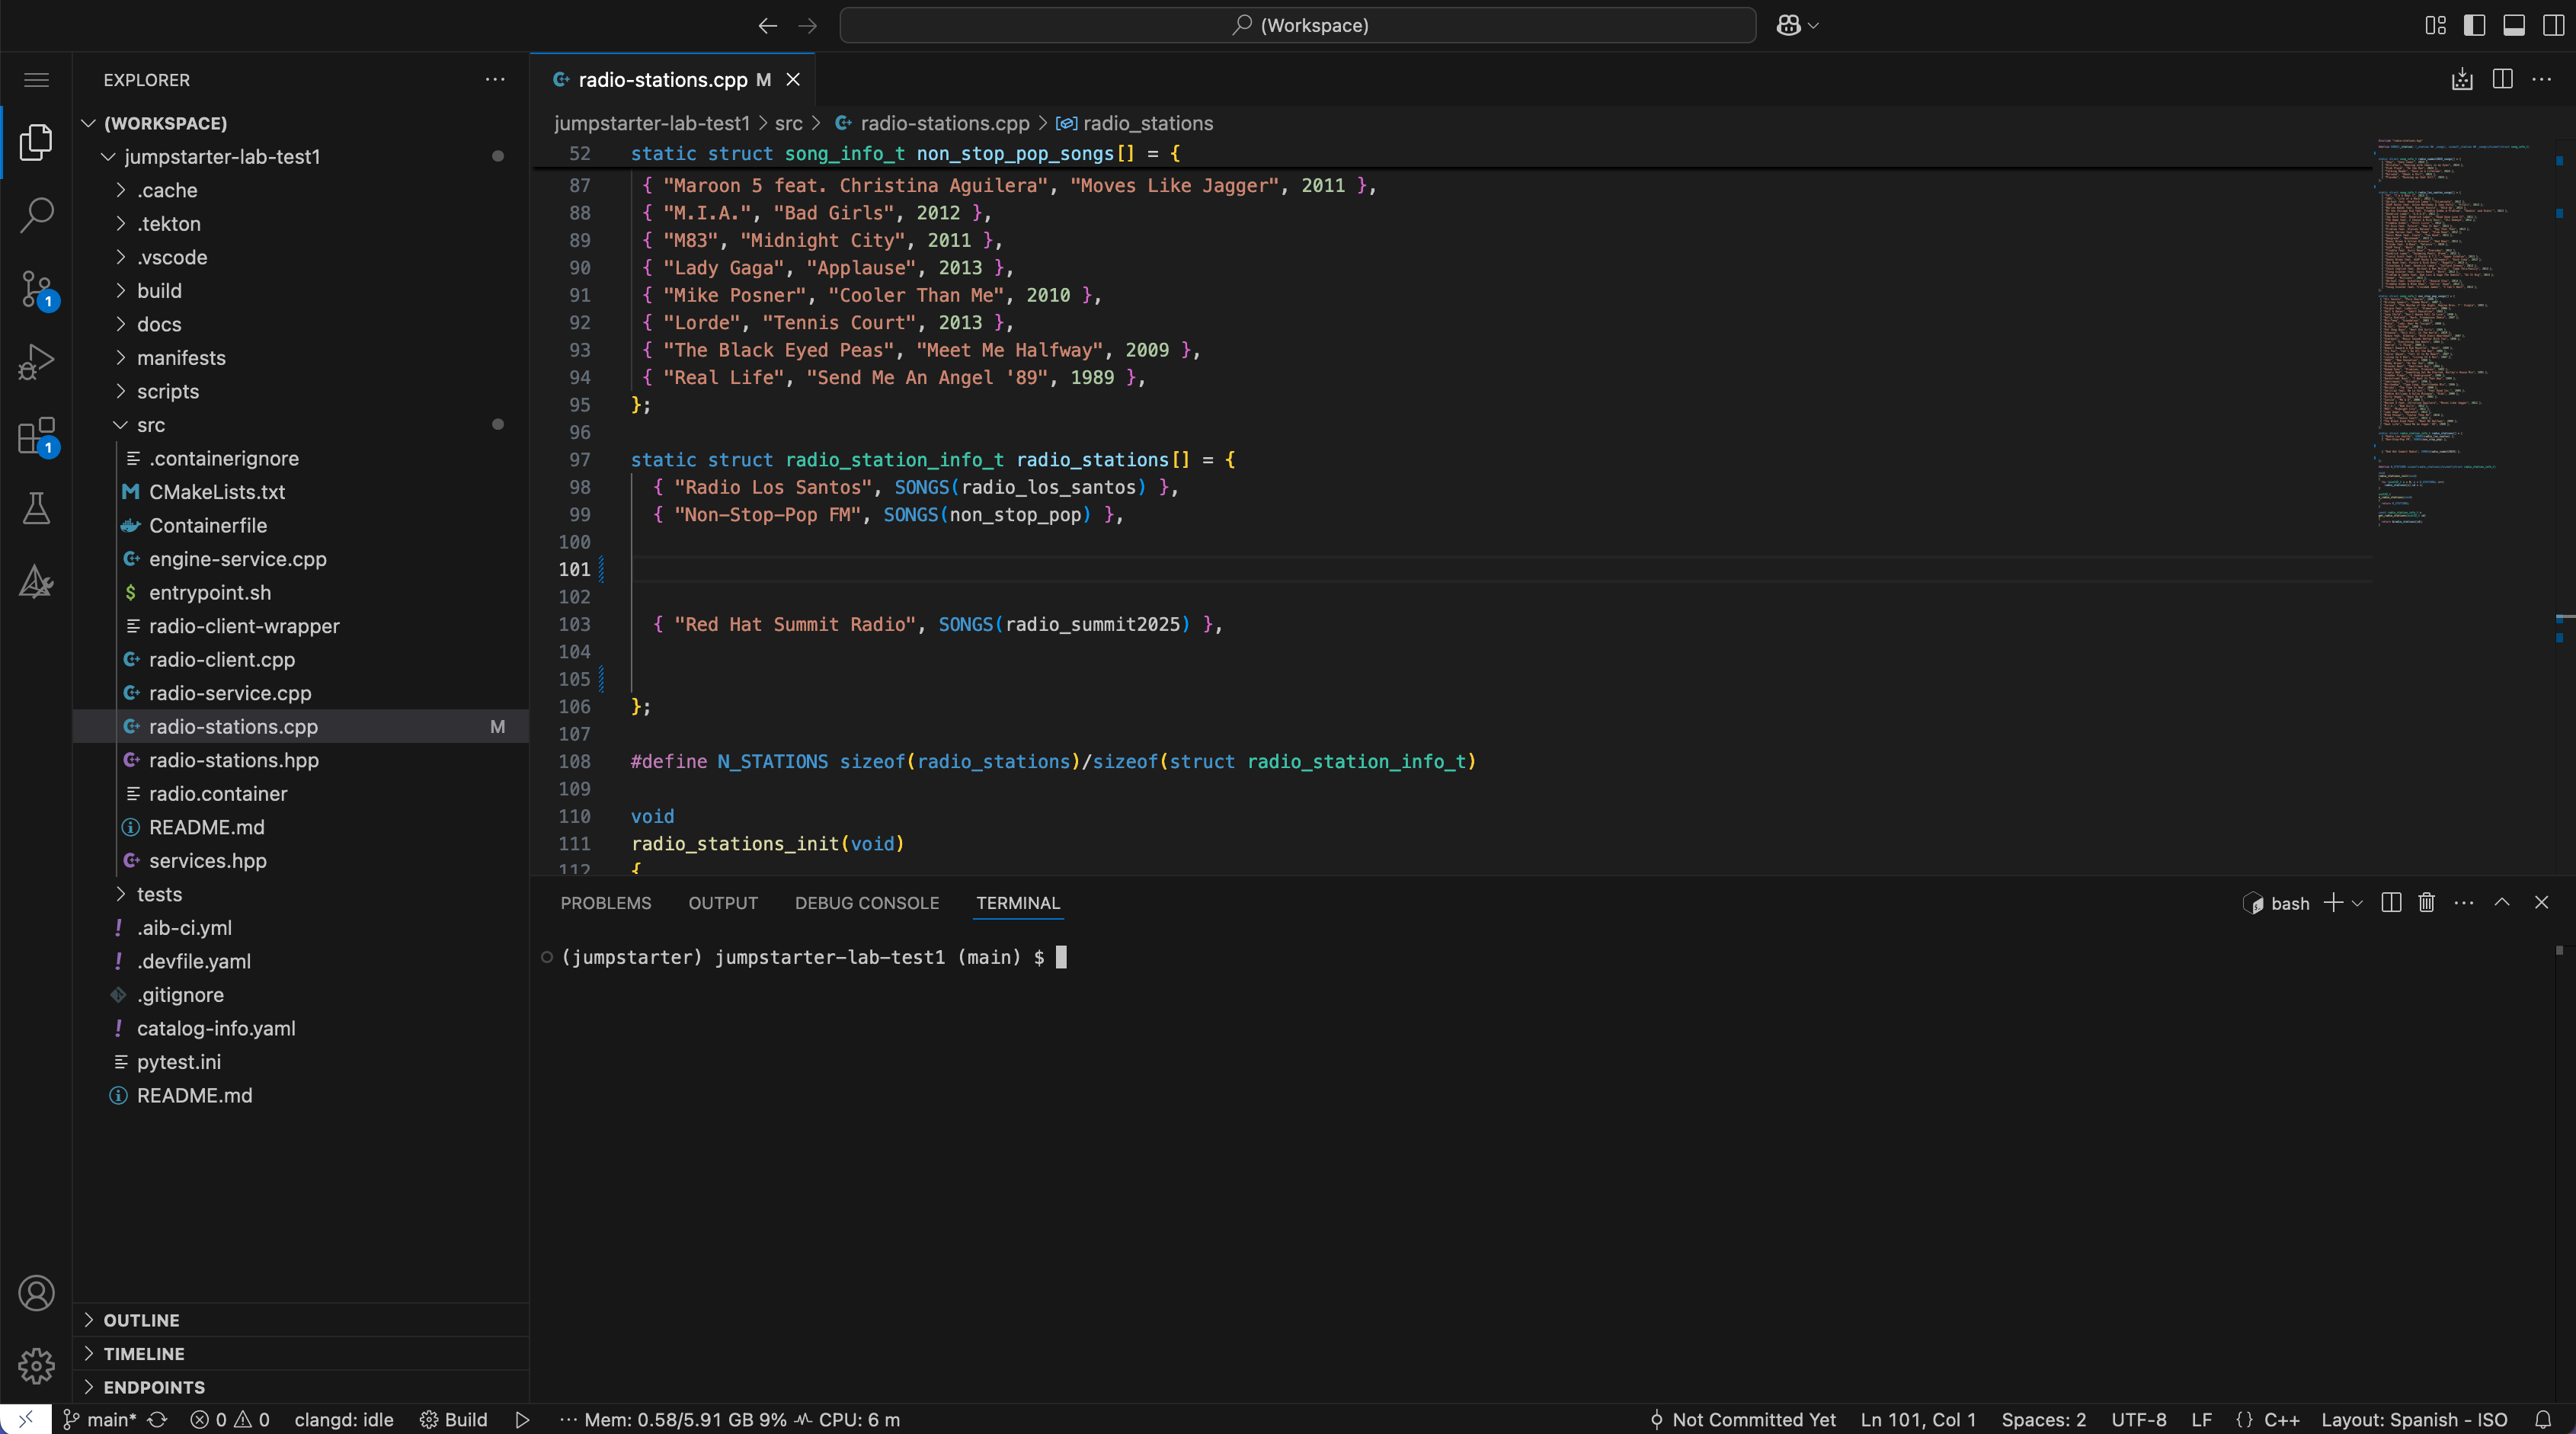 (Workspace)
EXPLORER
(WORKSPACE)
jumpstarter-lab-test1
.cache
.tekton
.vscode
build
docs
manifests
scripts
src
.containerignore
CMakeLists.txt
Containerfile
engine-service.cpp
entrypoint.sh
radio-client-wrapper
radio-client.cpp
radio-service.cpp
radio-stations.cpp M
radio-stations.hpp
radio.container
README.md
services.hpp
tests
.aib-ci.yml
.devfile.yaml
.gitignore
catalog-info.yaml
pytest.ini
README.md
OUTLINE
TIMELINE
ENDPOINTS
1
1
radio-stations.cpp M
jumpstarter-lab-test1 > src > radio-stations.cpp > radio_stations
52 static struct song_info_t non_stop_pop_songs[] = {
87 { "Maroon 5 feat. Christina Aguilera", "Moves Like Jagger", 2011 },
88 { "M.I.A.", "Bad Girls", 2012 },
89 { "M83", "Midnight City", 2011 },
90 { "Lady Gaga", "Applause", 2013 },
91 { "Mike Posner", "Cooler Than Me", 2010 },
92 { "Lorde", "Tennis Court", 2013 },
93 { "The Black Eyed Peas", "Meet Me Halfway", 2009 },
94 { "Real Life", "Send Me An Angel '89", 1989 },
95 };
96
97 static struct radio_station_info_t radio_stations[] = {
98 { "Radio Los Santos", SONGS(radio_los_santos) },
99 { "Non-Stop-Pop FM", SONGS(non_stop_pop) },
100
101
102
103 { "Red Hat Summit Radio", SONGS(radio_summit2025) },
104
105
106 };
107
108 #define N_STATIONS sizeof(radio_stations)/sizeof(struct radio_station_info_t)
109
110 void
111 radio_stations_init(void)
112 {
PROBLEMS OUTPUT DEBUG CONSOLE TERMINAL
bash
(jumpstarter) jumpstarter-lab-test1 (main) $
main* 0 0 clangd: idle Build Mem: 0.58/5.91 GB 9% CPU: 6 m
Not Committed Yet Ln 101, Col 1 Spaces: 2 UTF-8 LF {} C++ Layout: Spanish - ISO